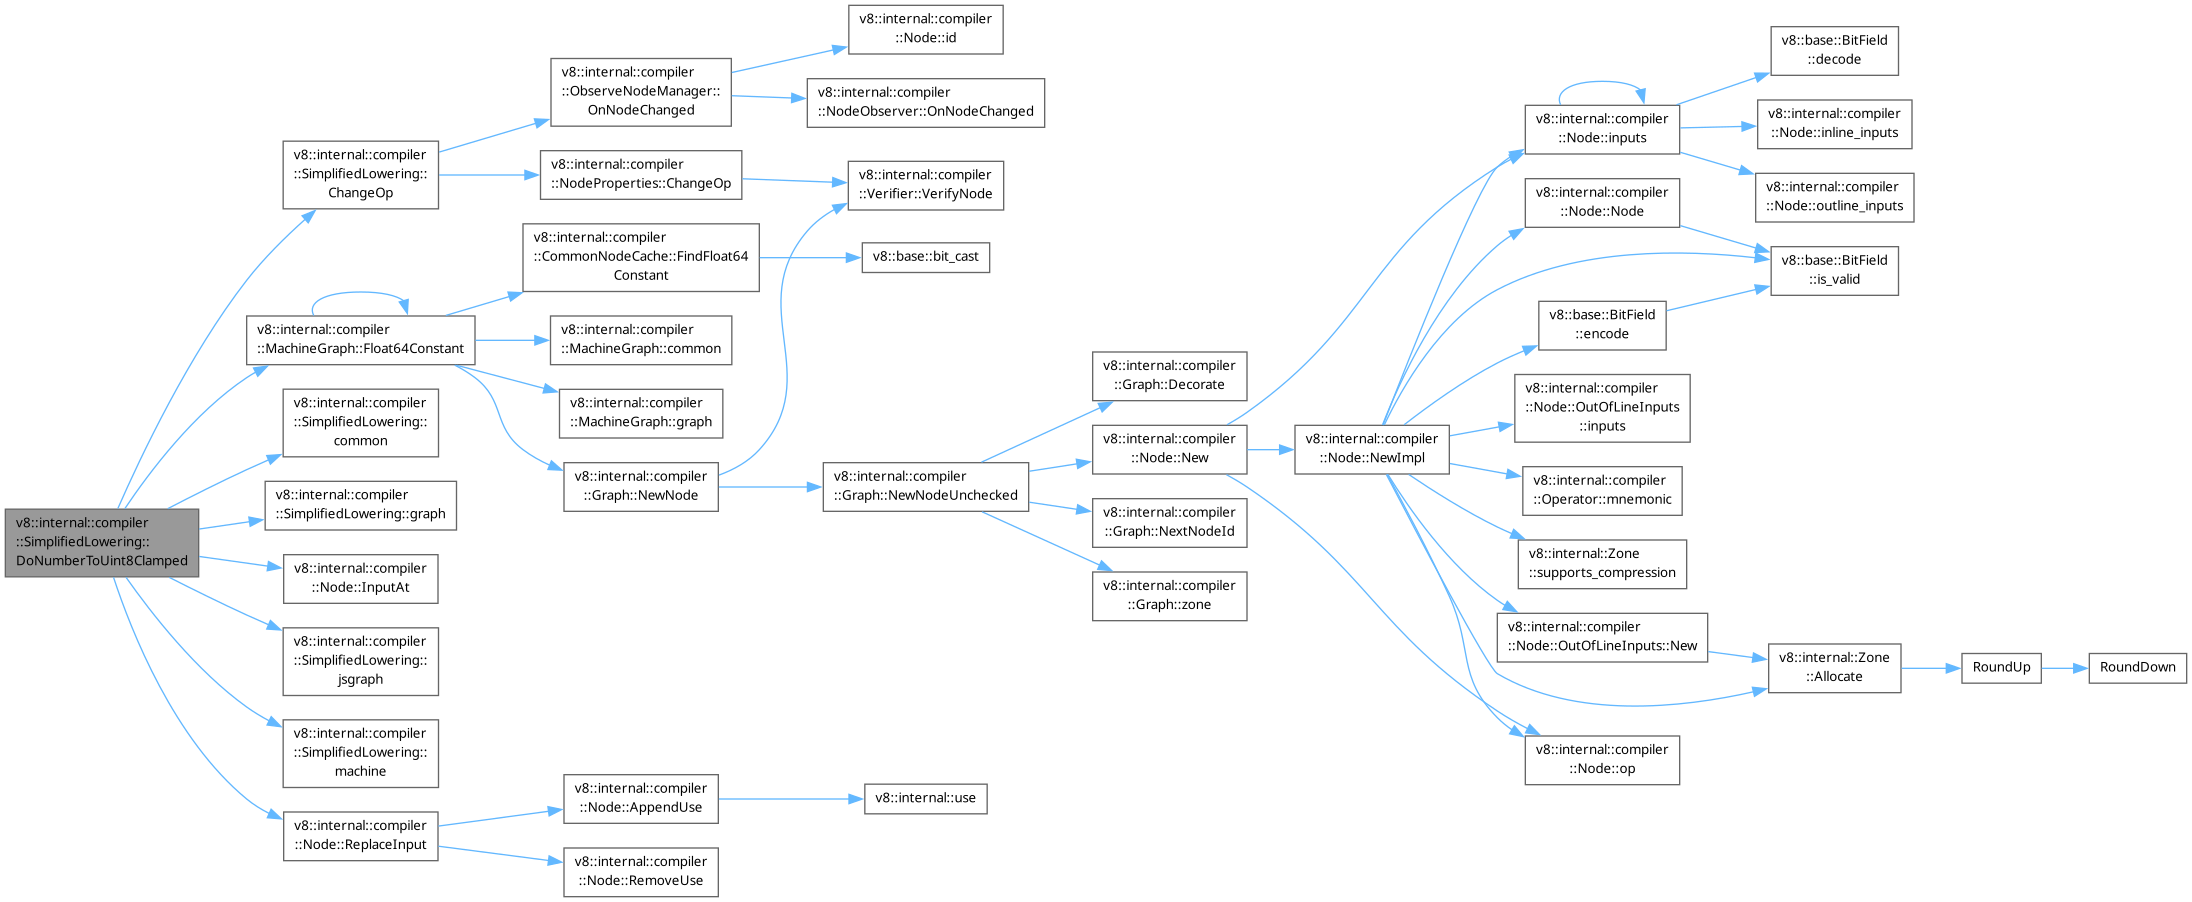 v8::internal::compiler
::SimplifiedLowering::
DoNumberToUint8Clamped
v8::internal::compiler
::SimplifiedLowering::
ChangeOp
v8::internal::compiler
::ObserveNodeManager::
OnNodeChanged
v8::internal::compiler
::Node::id
v8::internal::compiler
::NodeObserver::OnNodeChanged
v8::internal::compiler
::NodeProperties::ChangeOp
v8::internal::compiler
::Verifier::VerifyNode
v8::internal::compiler
::MachineGraph::Float64Constant
v8::internal::compiler
::CommonNodeCache::FindFloat64
Constant
v8::base::bit_cast
v8::internal::compiler
::MachineGraph::common
v8::internal::compiler
::MachineGraph::graph
v8::internal::compiler
::Graph::NewNode
v8::internal::compiler
::Graph::NewNodeUnchecked
v8::internal::compiler
::Graph::Decorate
v8::internal::compiler
::Node::New
v8::internal::compiler
::Graph::NextNodeId
v8::internal::compiler
::Graph::zone
v8::internal::compiler
::Node::NewImpl
v8::internal::compiler
::Node::inputs
v8::base::BitField
::decode
v8::internal::compiler
::Node::inline_inputs
v8::internal::compiler
::Node::outline_inputs
v8::internal::compiler
::Node::Node
v8::base::BitField
::is_valid
v8::base::BitField
::encode
v8::internal::compiler
::Node::OutOfLineInputs
::inputs
v8::internal::compiler
::Operator::mnemonic
v8::internal::Zone
::supports_compression
v8::internal::compiler
::Node::OutOfLineInputs::New
v8::internal::Zone
::Allocate
RoundUp
RoundDown
v8::internal::compiler
::Node::op
v8::internal::compiler
::SimplifiedLowering::
common
v8::internal::compiler
::SimplifiedLowering::graph
v8::internal::compiler
::Node::InputAt
v8::internal::compiler
::SimplifiedLowering::
jsgraph
v8::internal::compiler
::SimplifiedLowering::
machine
v8::internal::compiler
::Node::ReplaceInput
v8::internal::compiler
::Node::AppendUse
v8::internal::use
v8::internal::compiler
::Node::RemoveUse